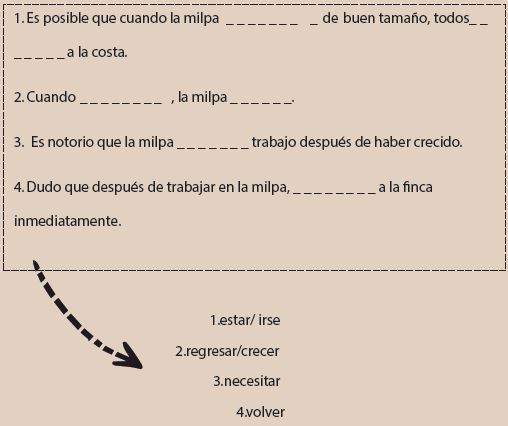 1. Es posible que cuando la milpa _ _ _ _ _ _ _ _ de buen tamaño, todos_ _
_ _ _ _ _ a la costa.
2. Cuando _ _ _ _ _ _ _ _ , la milpa _ _ _ _ _ _.
3. Es notorio que la milpa _ _ _ _ _ _ _ trabajo después de haber crecido.
4. Dudo que después de trabajar en la milpa, _ _ _ _ _ _ _ _ a la finca
inmediatamente.
1.estar/ irse
2.regresar/crecer
3.necesitar
4.volver